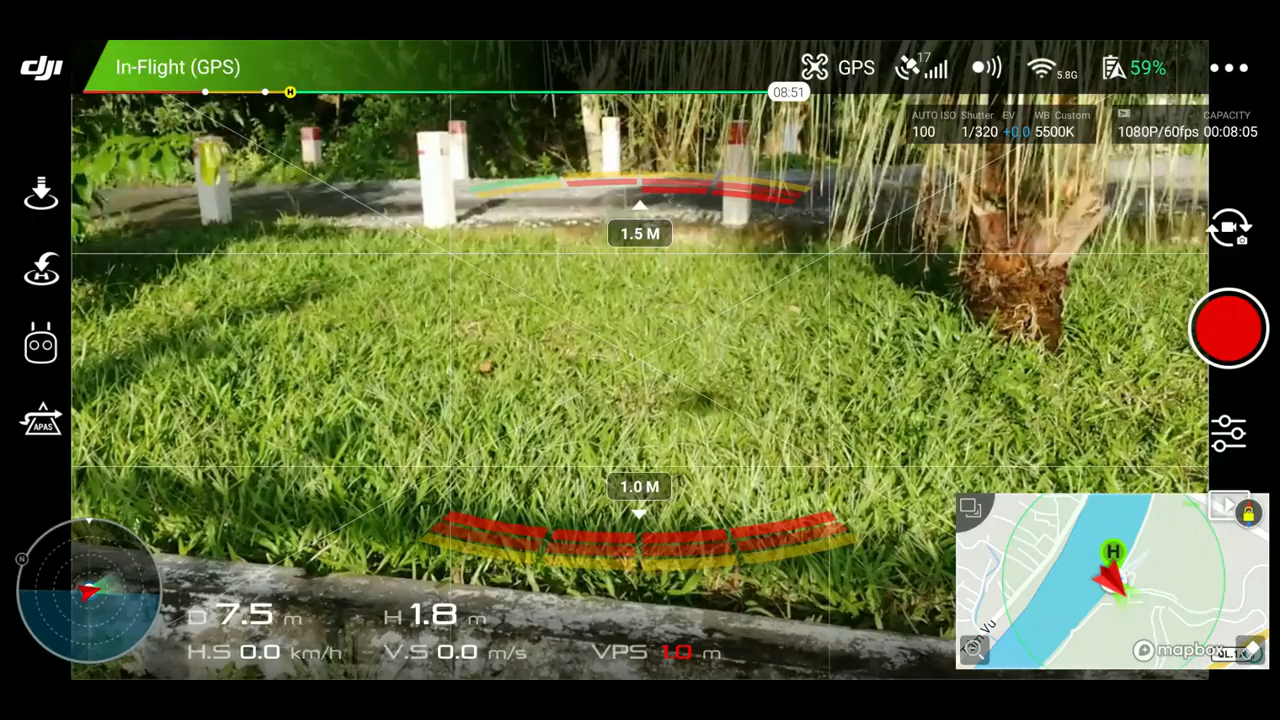 dji
In-Flight (GPS)
GPS
17
5.8G
59%
H
08:51
AUTO ISO Shutter EV WB Custom
100 1/320 +0.0 5500K
CAPACITY
1080P/60fps 00:08:05
1.5 M
H
APAS
1.0 M
N
D 7.5 m H 1.8 m
H.S 0.0 km/h V.S 0.0 m/s VPS 1.0 m
H
mapbox